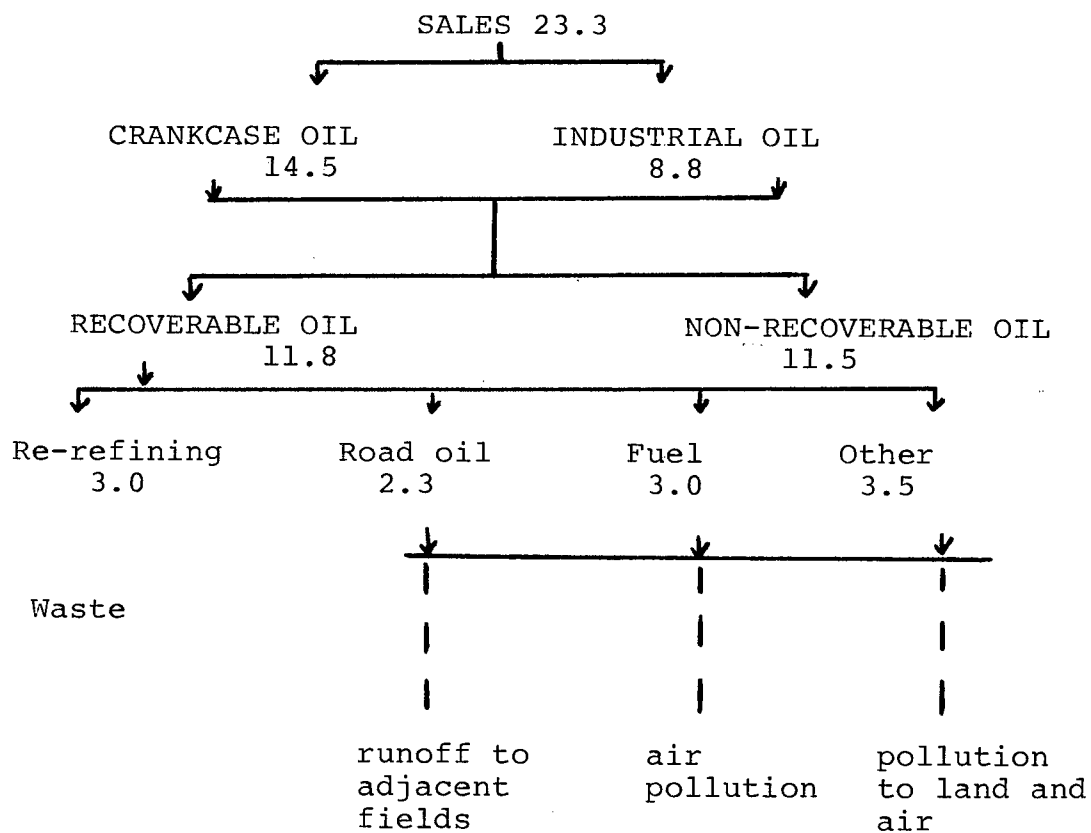 SALES 23.3
CRANKCASE OIL INDUSTRIAL OIL
14.5 8.8
RECOVERABLE OIL NON-RECOVERABLE OIL
11.8 11.5
Re-refining Road oil Fuel Other
3.0 2.3 3.0 3.5
Waste
runoff to air pollution
adjacent pollution to land and
fields air